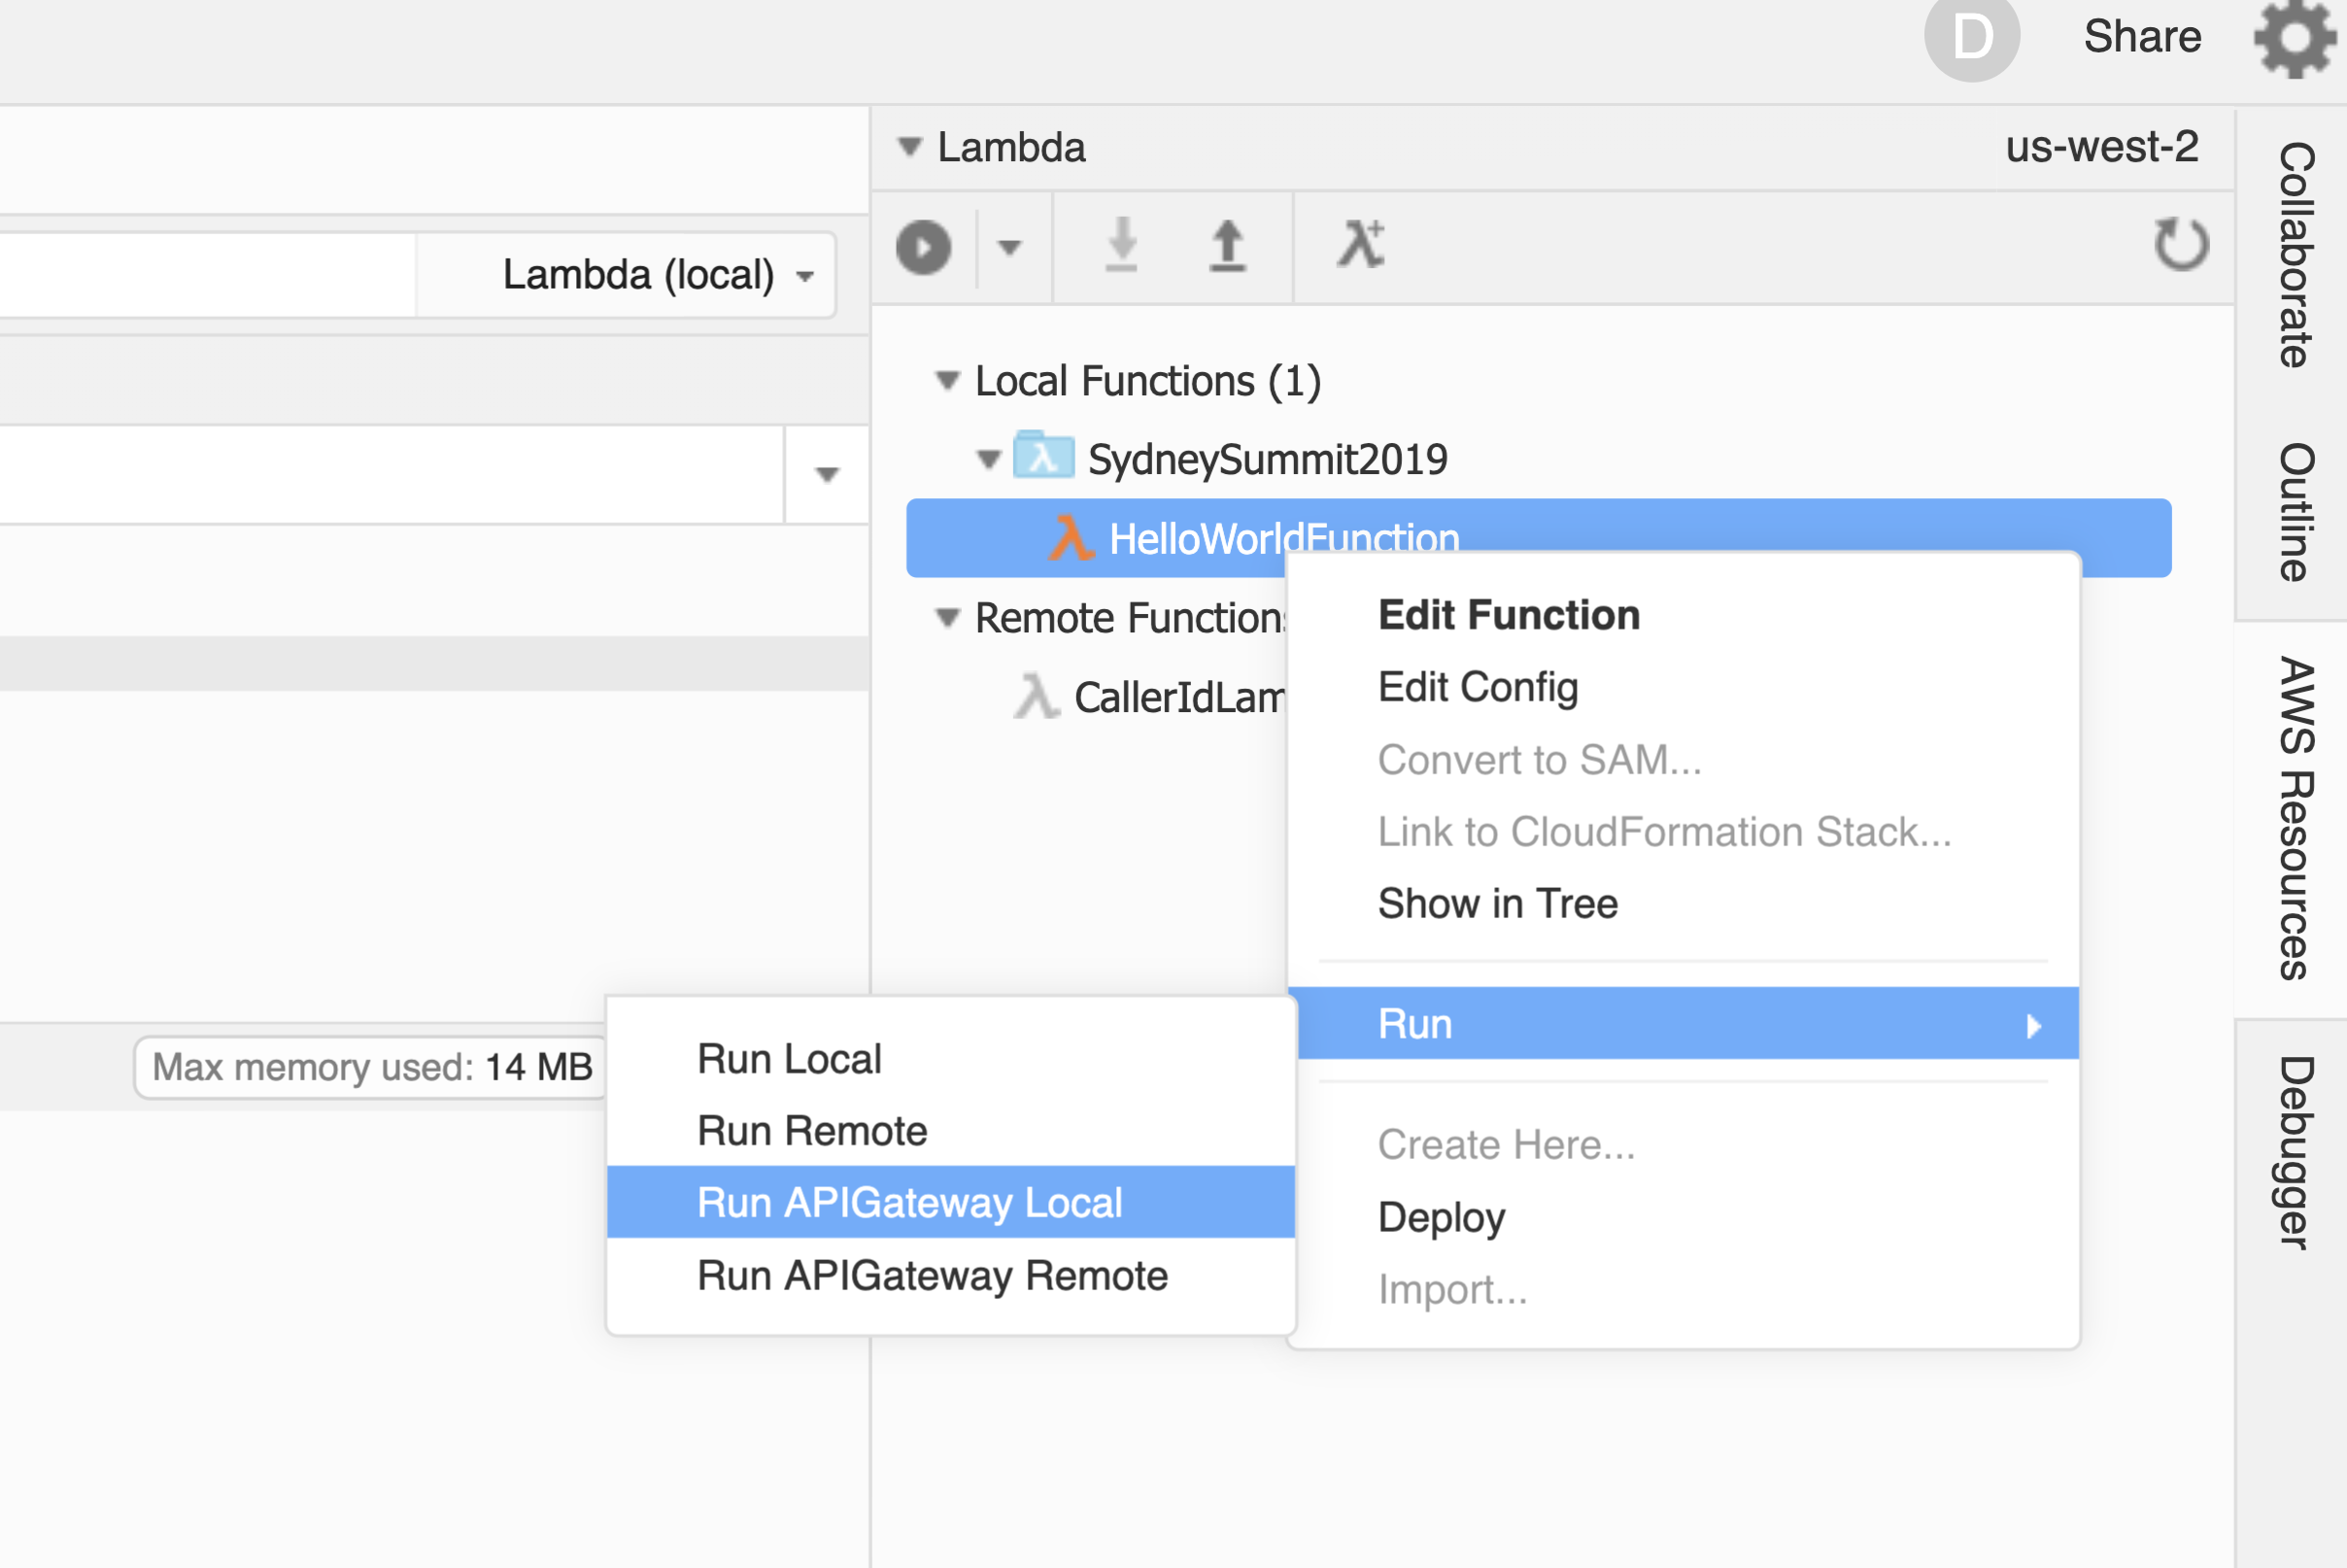 D
Share
Lambda
us-west-2
Lambda (local)
Local Functions (1)
SydneySummit2019
HelloWorldFunction
Remote Function
CallerIdLam
Edit Function
Edit Config
Convert to SAM...
Link to CloudFormation Stack...
Show in Tree
Run
Create Here...
Deploy
Import...
Max memory used: 14 MB
Run Local
Run Remote
Run APIGateway Local
Run APIGateway Remote
Collaborate
Outline
AWS Resources
Debugger